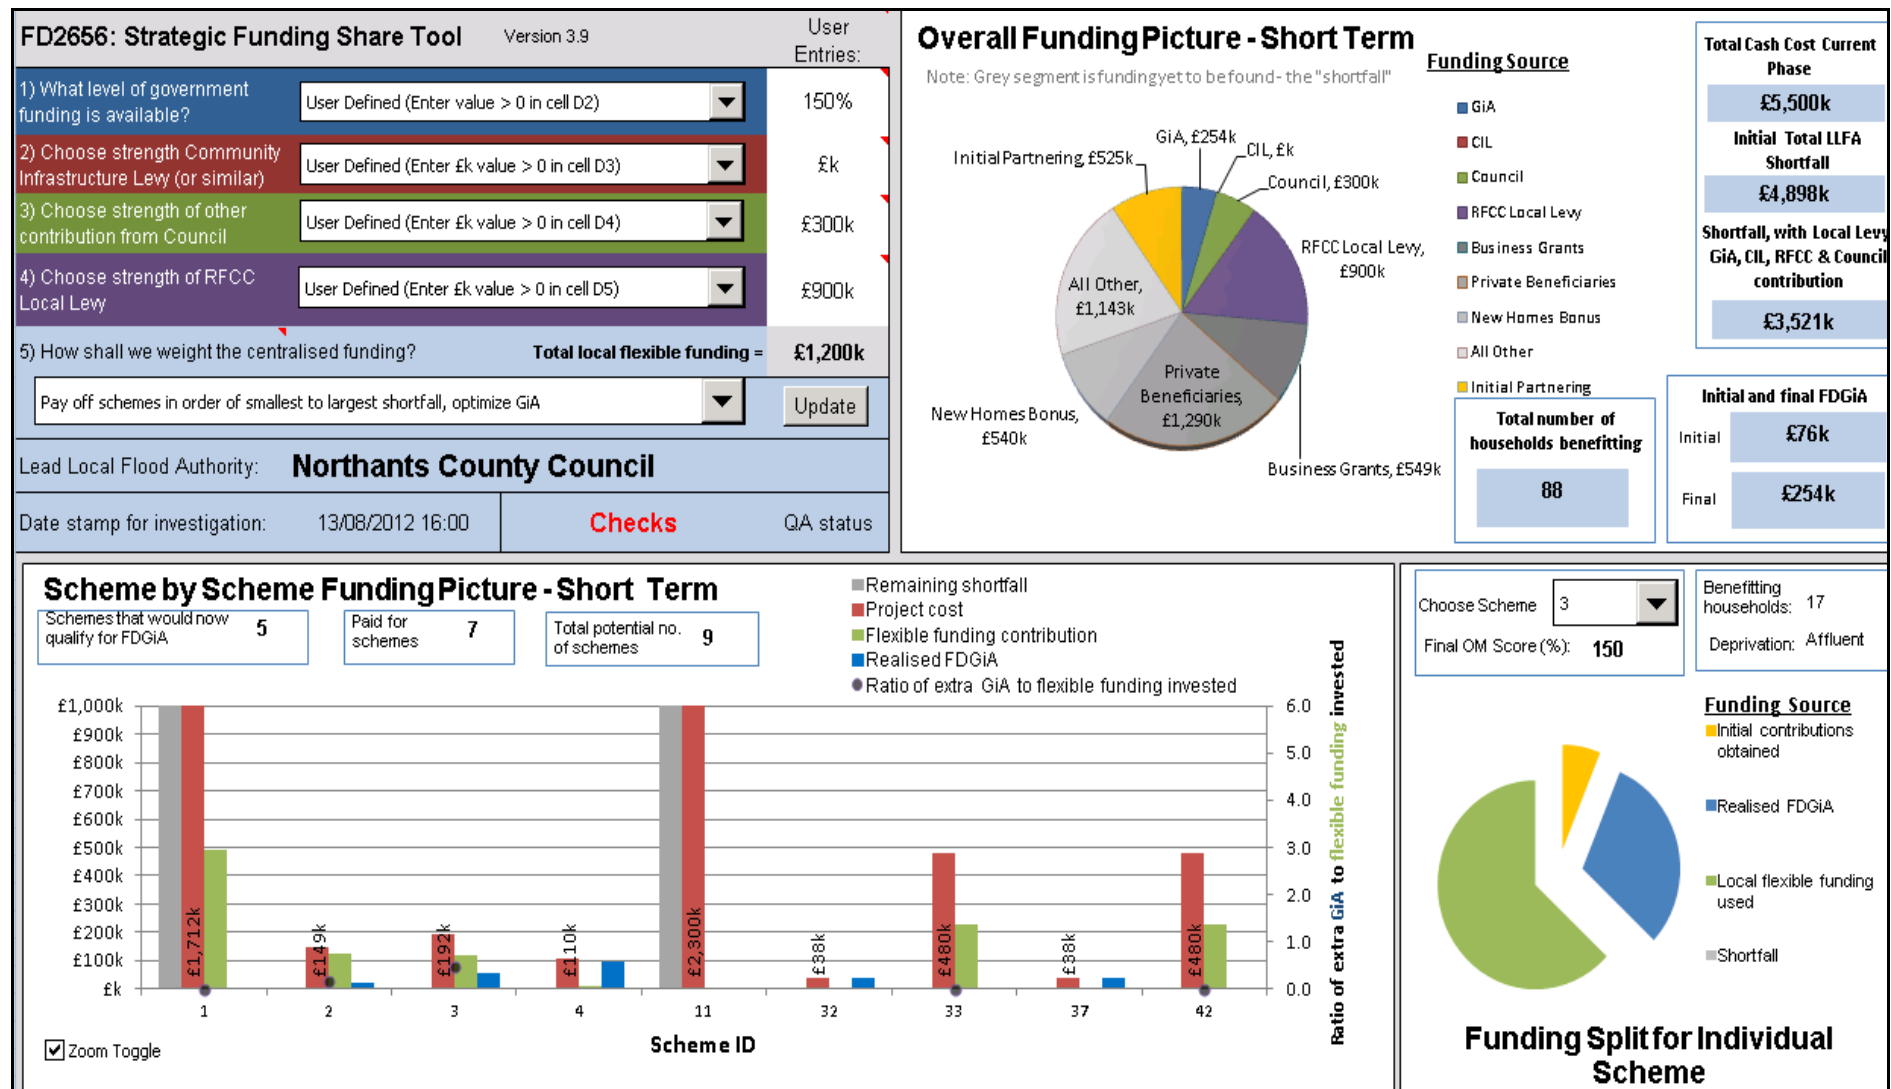 FD2656: Strategic Funding Share Tool
Version 3.9
User
Entries:
1) What level of government
funding is available?
User Defined (Enter value > 0 in cell D2)
150%
2) Choose strength Community
Infrastructure Levy (or similar)
User Defined (Enter £k value > 0 in cell D3)
£k
3) Choose strength of other
contribution from Council
User Defined (Enter £k value > 0 in cell D4)
£300k
4) Choose strength of RFCC
Local Levy
User Defined (Enter £k value > 0 in cell D5)
£900k
5) How shall we weight the centralised funding?
Total local flexible funding =
£1,200k
Pay off schemes in order of smallest to largest shortfall, optimize GiA
Update
Lead Local Flood Authority:
Northants County Council
Date stamp for investigation:
13/08/2012 16:00
Checks
QA status
Overall Funding Picture - Short Term
Note: Grey segment is funding yet to be found - the "shortfall"
Initial Partnering, £525k
GiA, £254k
CIL, £k
Council, £300k
RFCC Local Levy,
£900k
All Other,
£1,143k
Private
Beneficiaries,
£1,290k
New Homes Bonus,
£540k
Business Grants, £549k
Funding Source
GiA
CIL
Council
RFCC Local Levy
Business Grants
Private Beneficiaries
New Homes Bonus
All Other
Initial Partnering
Total Cash Cost Current
Phase
£5,500k
Initial Total LLFA
Shortfall
£4,898k
Shortfall, with Local Levy
GiA, CIL, RFCC & Council
contribution
£3,521k
Total number of
households benefitting
88
Initial and final FDGiA
Initial
£76k
Final
£254k
Scheme by Scheme Funding Picture - Short Term
Schemes that would now
qualify for FDGiA
5
Paid for
schemes
7
Total potential no.
of schemes
9
Remaining shortfall
Project cost
Flexible funding contribution
Realised FDGiA
Ratio of extra GiA to flexible funding invested
£1,000k
£900k
£800k
£700k
£600k
£500k
£400k
£300k
£200k
£100k
£k
£1,712k
£149k
£192k
£110k
£2,300k
£38k
£480k
£38k
£480k
6.0
5.0
4.0
3.0
2.0
1.0
0.0
Ratio of extra GiA to flexible funding invested
1
2
3
4
11
32
33
37
42
Scheme ID
Zoom Toggle
Choose Scheme
3
Final OM Score (%):
150
Benefitting
households:
17
Deprivation:
Affluent
Funding Source
Initial contributions
obtained
Realised FDGiA
Local flexible funding
used
Shortfall
Funding Split for Individual
Scheme